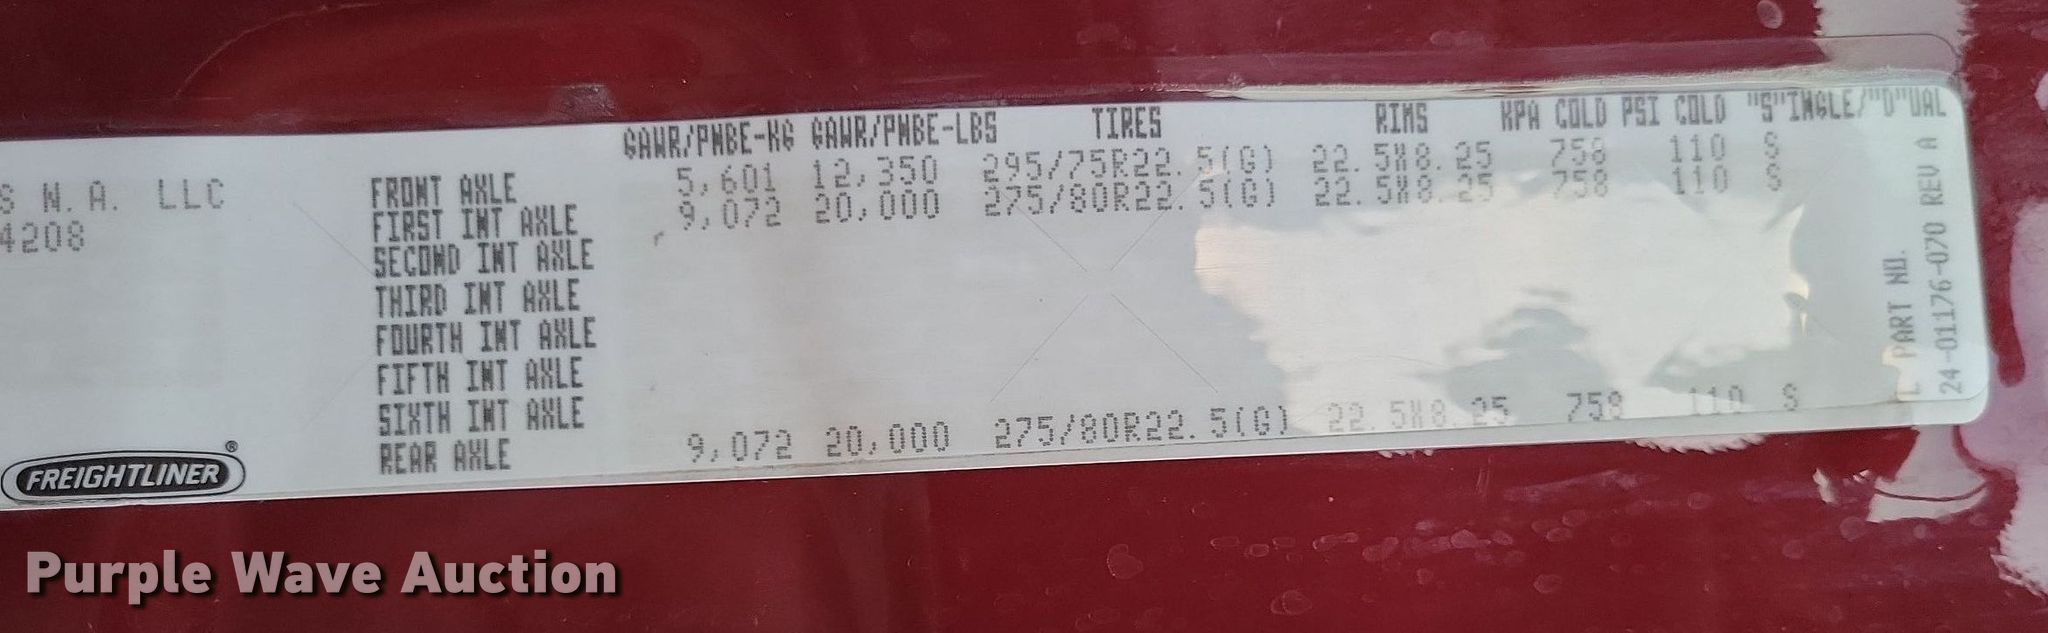 GAWR/PNBE-KG GAWR/PNBE-LBS TIRES RIMS KPA COLD PSI COLD "S"INGLE/"D"UAL
FRONT AXLE 5,601 12,350 295/75R22.5(G) 22.5X8.25 758 110 S
FIRST INT AXLE 9,072 20,000 275/80R22.5(G) 22.5X8.25 758 110 S
SECOND INT AXLE
THIRD INT AXLE
FOURTH INT AXLE
FIFTH INT AXLE
SIXTH INT AXLE
REAR AXLE 9,072 20,000 275/80R22.5(G) 22.5X8.25 758 110 S
S N.A. LLC
4208
FREIGHTLINER®
PART NO.
24-01176-070 REV A
Purple Wave Auction